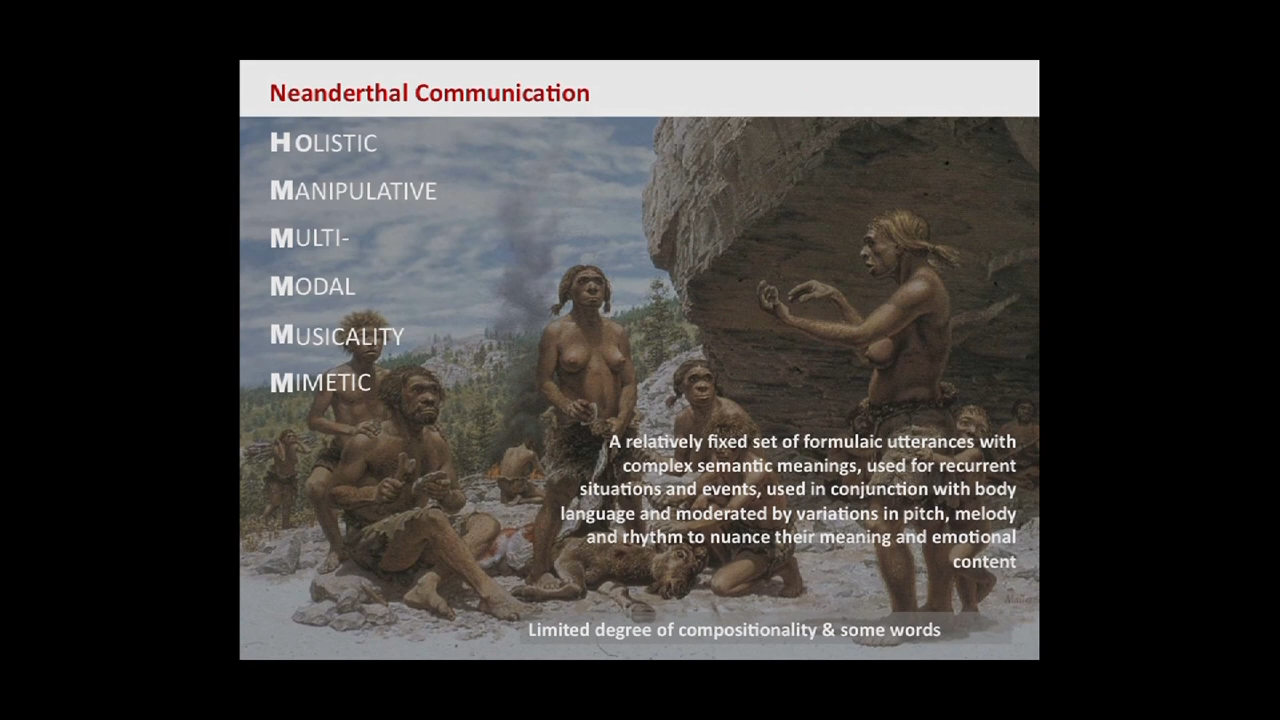 Neanderthal Communication
HOLISTIC
MANIPULATIVE
MULTI-
MODAL
MUSICALITY
MIMETIC
A relatively fixed set of formulaic utterances with
complex semantic meanings, used for recurrent
situations and events, used in conjunction with body
language and moderated by variations in pitch, melody
and rhythm to nuance their meaning and emotional
content
Limited degree of compositionality & some words